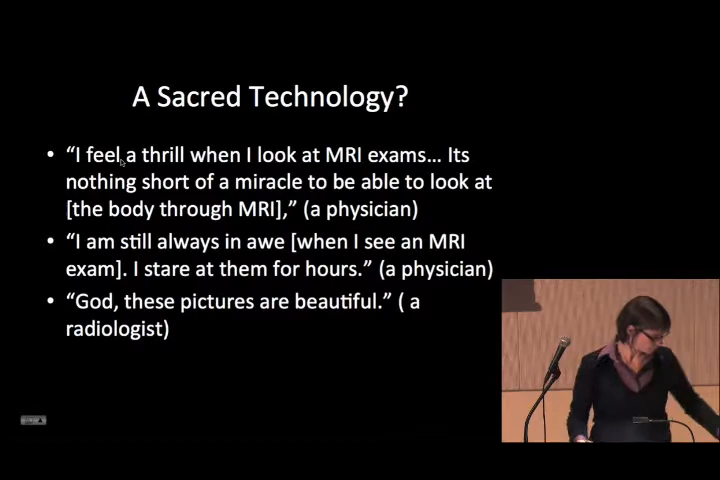 A Sacred Technology?
• “I feel a thrill when I look at MRI exams… Its
nothing short of a miracle to be able to look at
[the body through MRI],” (a physician)
• “I am still always in awe [when I see an MRI
exam]. I stare at them for hours.” (a physician)
• “God, these pictures are beautiful.” ( a
radiologist)